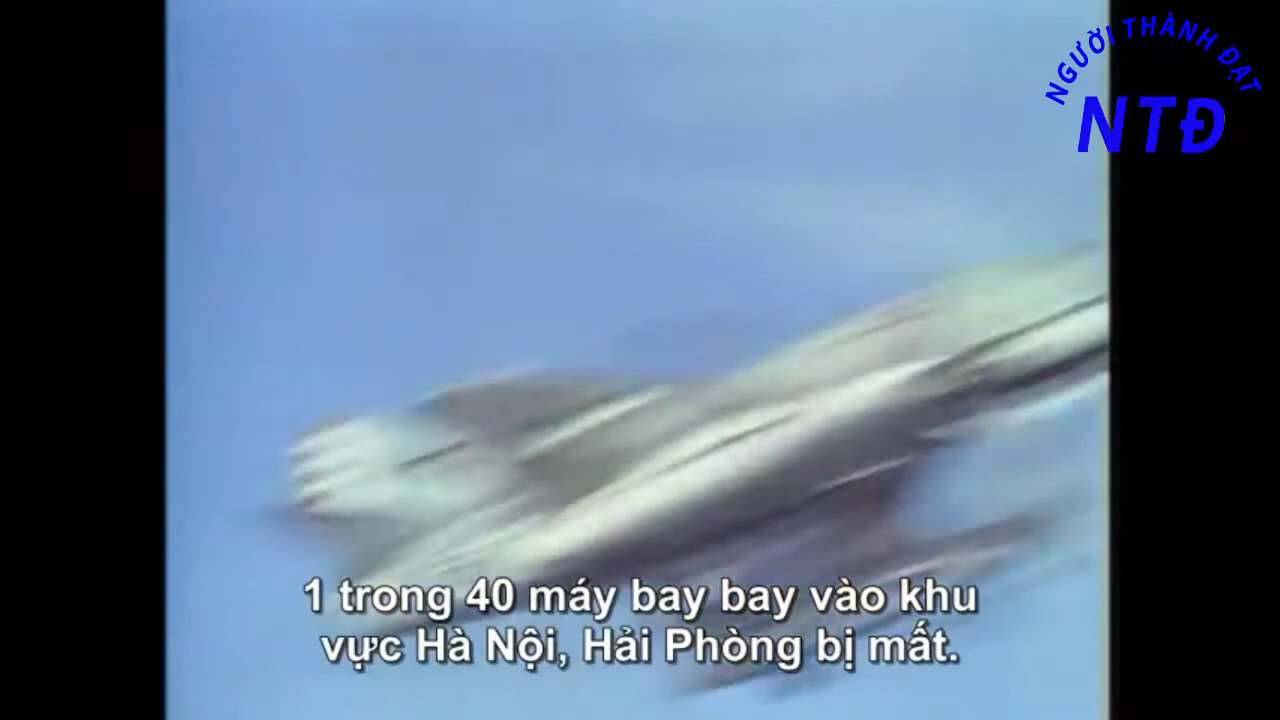 NGƯỜI THÀNH ĐẠT
NTĐ
1 trong 40 máy bay bay vào khu
vực Hà Nội, Hải Phòng bị mất.